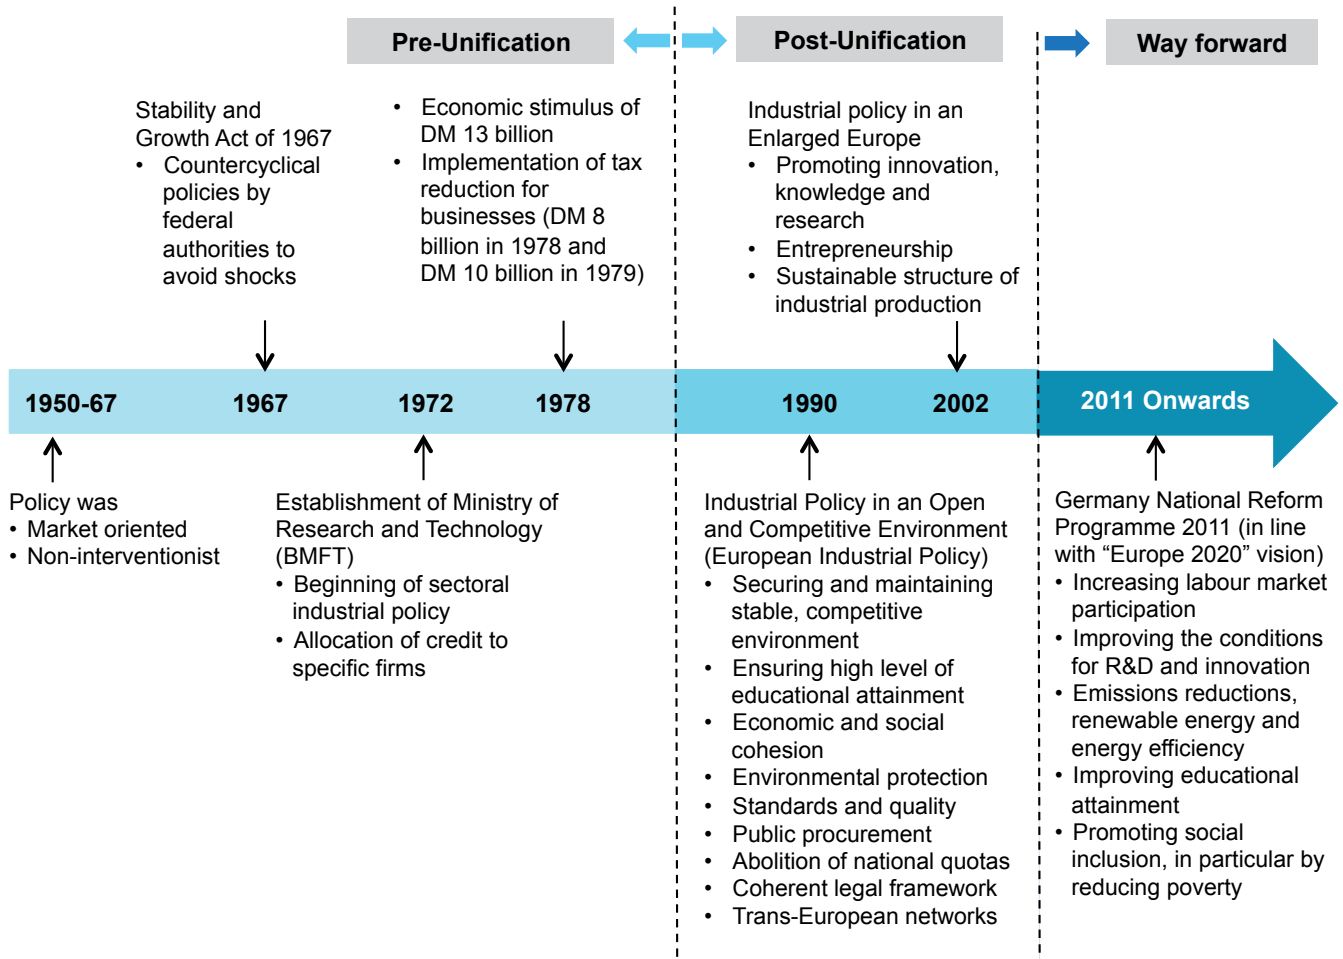 Pre-Unification
Post-Unification
Way forward
Stability and
Growth Act of 1967
• Countercyclical
policies by
federal
authorities to
avoid shocks
• Economic stimulus of
DM 13 billion
• Implementation of tax
reduction for
businesses (DM 8
billion in 1978 and
DM 10 billion in 1979)
Industrial policy in an
Enlarged Europe
• Promoting innovation,
knowledge and
research
• Entrepreneurship
• Sustainable structure of
industrial production
1950-67
1967
1972
1978
1990
2002
2011 Onwards
Policy was
• Market oriented
• Non-interventionist
Establishment of Ministry of
Research and Technology
(BMFT)
• Beginning of sectoral
industrial policy
• Allocation of credit to
specific firms
Industrial Policy in an Open
and Competitive Environment
(European Industrial Policy)
• Securing and maintaining
stable, competitive
environment
• Ensuring high level of
educational attainment
• Economic and social
cohesion
• Environmental protection
• Standards and quality
• Public procurement
• Abolition of national quotas
• Coherent legal framework
• Trans-European networks
Germany National Reform
Programme 2011 (in line
with “Europe 2020” vision)
• Increasing labour market
participation
• Improving the conditions
for R&D and innovation
• Emissions reductions,
renewable energy and
energy efficiency
• Improving educational
attainment
• Promoting social
inclusion, in particular by
reducing poverty